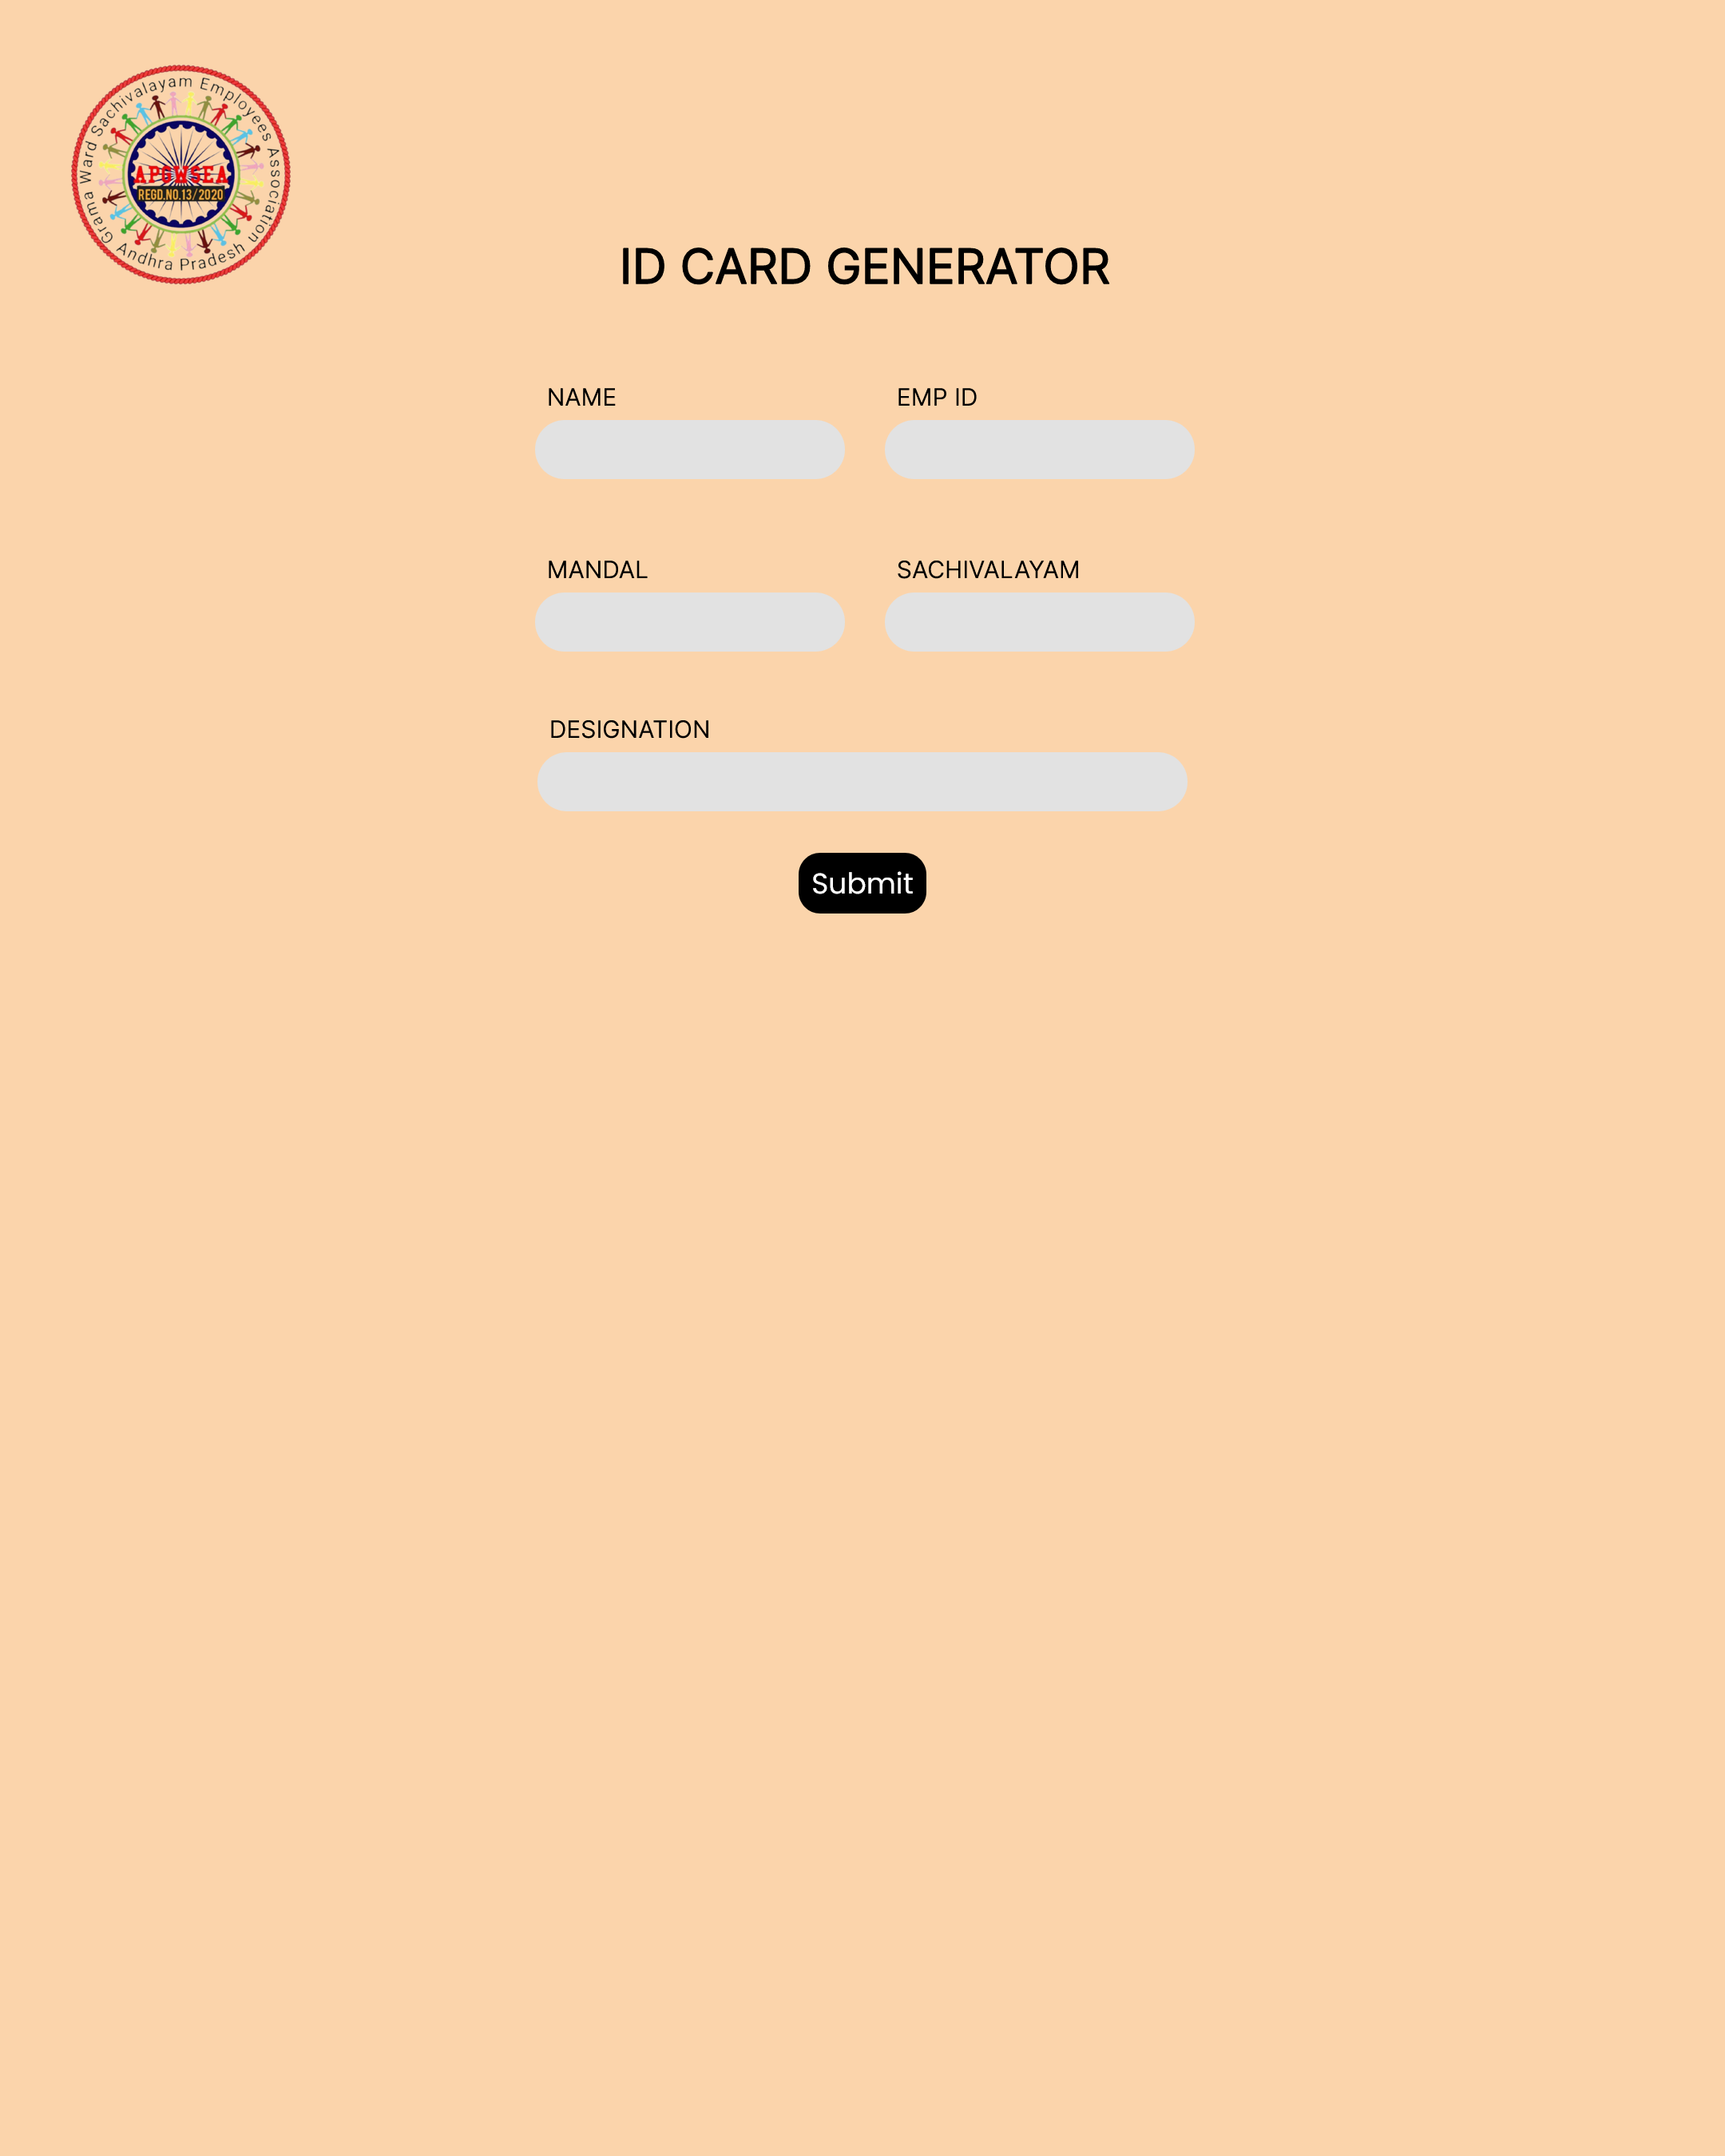 Grama Ward Sachivalayam Employees Association
Andhra Pradesh
APGWSEA
REGD.NO.13/2020
ID CARD GENERATOR
NAME
EMP ID
MANDAL
SACHIVALAYAM
DESIGNATION
Submit